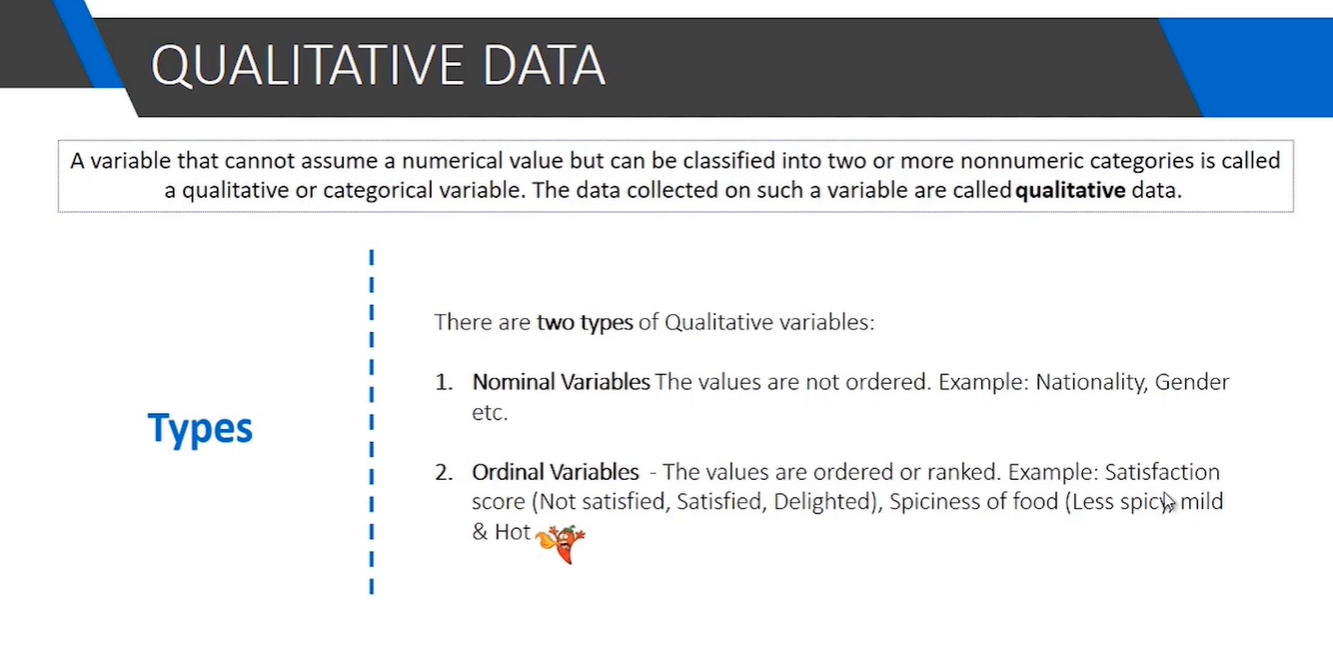 QUALITATIVE DATA
A variable that cannot assume a numerical value but can be classified into two or more nonnumeric categories is called
a qualitative or categorical variable. The data collected on such a variable are called qualitative data.
There are two types of Qualitative variables:
1. Nominal Variables The values are not ordered. Example: Nationality, Gender
etc.
Types
2. Ordinal Variables - The values are ordered or ranked. Example: Satisfaction
score (Not satisfied, Satisfied, Delighted), Spiciness of food (Less spicy, mild
& Hot